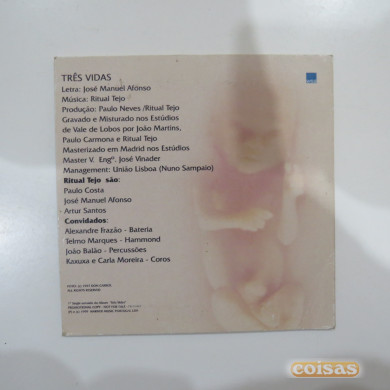 TRÊS VIDAS
Letra: José Manuel Afonso
Música: Ritual Tejo
Produção: Paulo Neves /Ritual Tejo
Gravado e Misturado nos Estúdios
de Vale de Lobos por João Martins,
Paulo Carmona e Ritual Tejo
Masterizado em Madrid nos Estúdios
Master V. Engº. José Vinader
Management: União Lisboa (Nuno Sampaio)
Ritual Tejo são:
Paulo Costa
José Manuel Afonso
Artur Santos
Convidados:
Alexandre Frazão - Bateria
Telmo Marques - Hammond
João Balão - Percussões
Kaxuxa e Carla Moreira - Coros
coisas